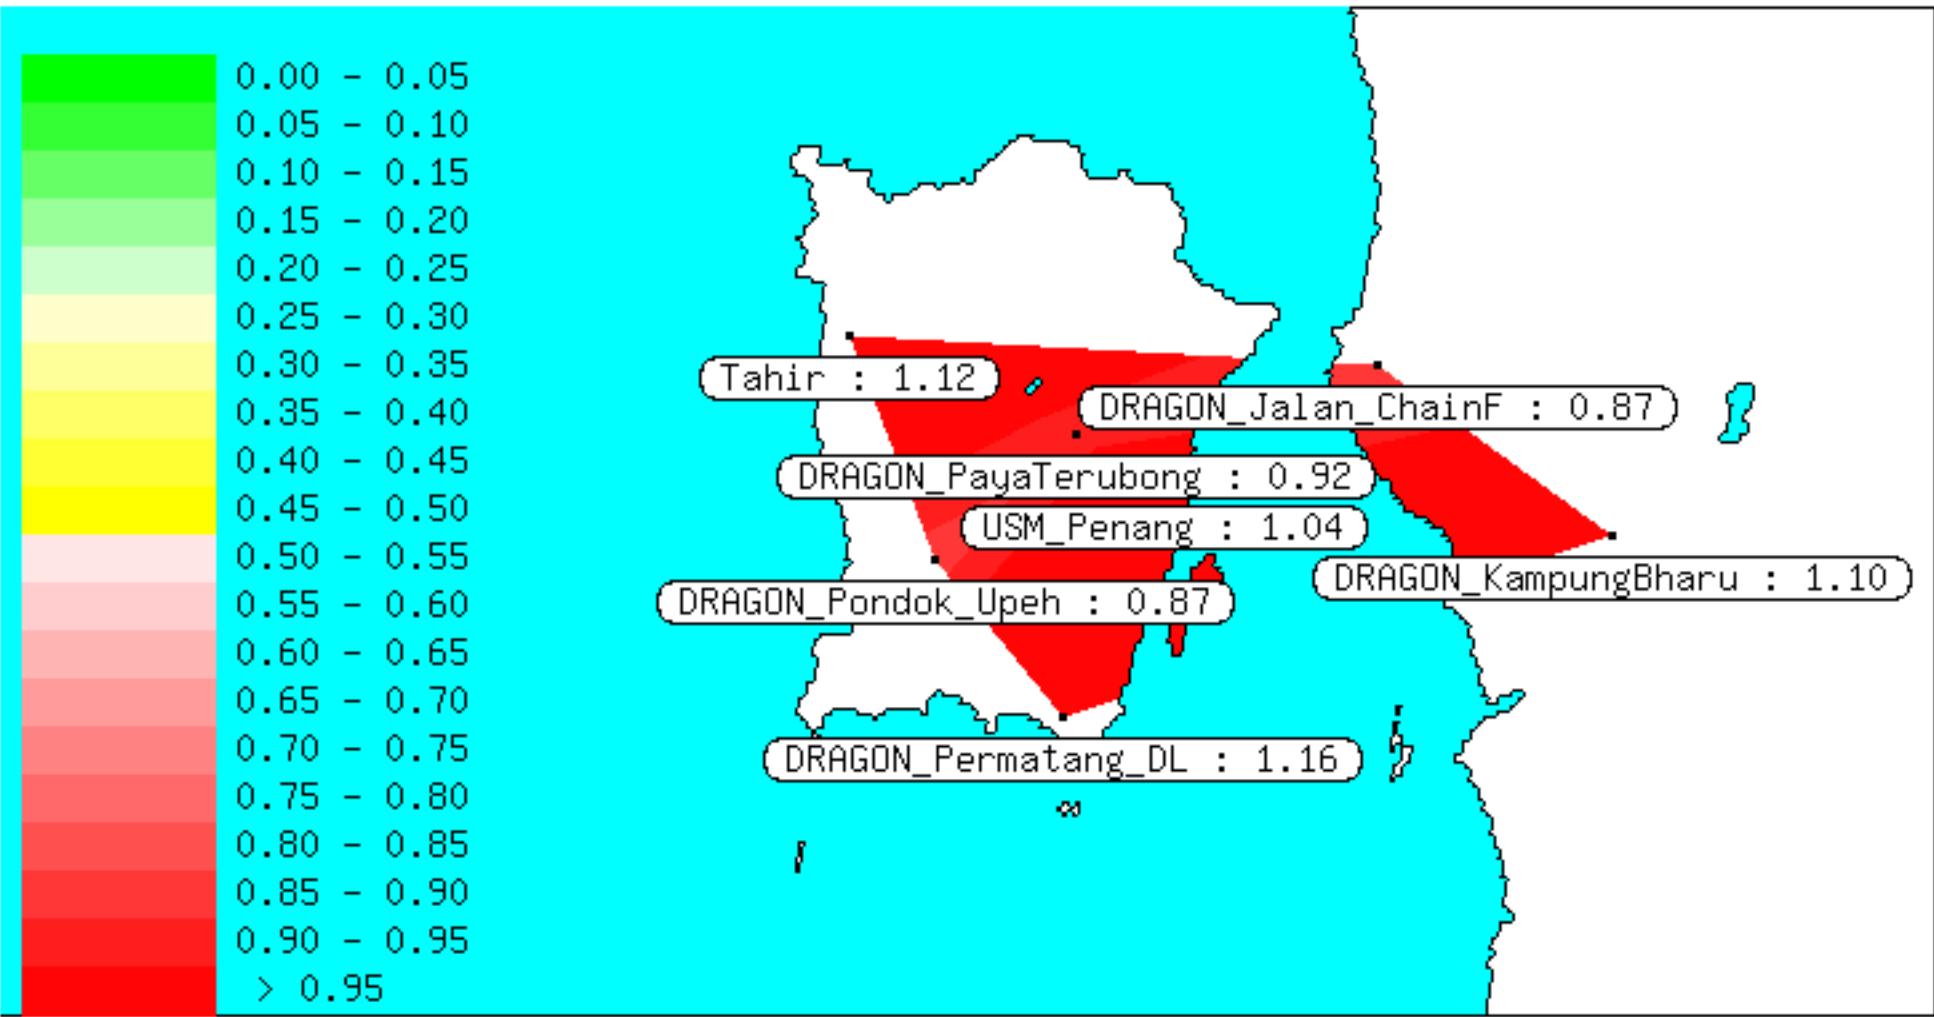 0.00 - 0.05
0.05 - 0.10
0.10 - 0.15
0.15 - 0.20
0.20 - 0.25
0.25 - 0.30
0.30 - 0.35
0.35 - 0.40
0.40 - 0.45
0.45 - 0.50
0.50 - 0.55
0.55 - 0.60
0.60 - 0.65
0.65 - 0.70
0.70 - 0.75
0.75 - 0.80
0.80 - 0.85
0.85 - 0.90
0.90 - 0.95
> 0.95
Tahir : 1.12
DRAGON_Jalan_ChainF : 0.87
DRAGON_PayaTerubong : 0.92
USM_Penang : 1.04
DRAGON_KampungBharu : 1.10
DRAGON_Pondok_Upeh : 0.87
DRAGON_Permatang_DL : 1.16